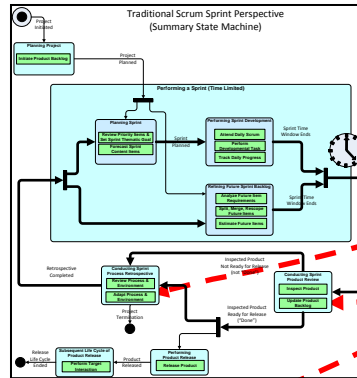 Traditional Scrum Sprint Perspective
(Summary State Machine)
Project
Initiated
Planning Project
Initiate Product Backlog
Project
Planned
Performing a Sprint (Time Limited)
Planning Sprint
Review Priority Items &
Set Sprint Thematic Goal
Forecast Sprint
Content Items
Sprint
Planned
Performing Sprint Development
Attend Daily Scrum
Perform
Developmental Task
Track Daily Progress
Sprint Time
Window Ends
Refining Future Sprint Backlog
Analyze Future Item
Requirements
Split, Merge, Rescope
Future Items
Estimate Future Items
Sprint Time
Window Ends
Retrospective
Completed
Conducting Sprint
Process Retrospective
Review Process &
Environment
Adapt Process &
Environment
Project
Termination
Inspected Product
Not Ready for Release
(not
Conducting Sprint
Product Review
Inspect Product
Update Product
Backlog
Inspected Product
Ready for Release
("Done")
Performing
Product Release
Release Product
Product
Released
Subsequent Life Cycle of
Product Release
Perform Target
Interaction
Release
Life Cycle
Ended